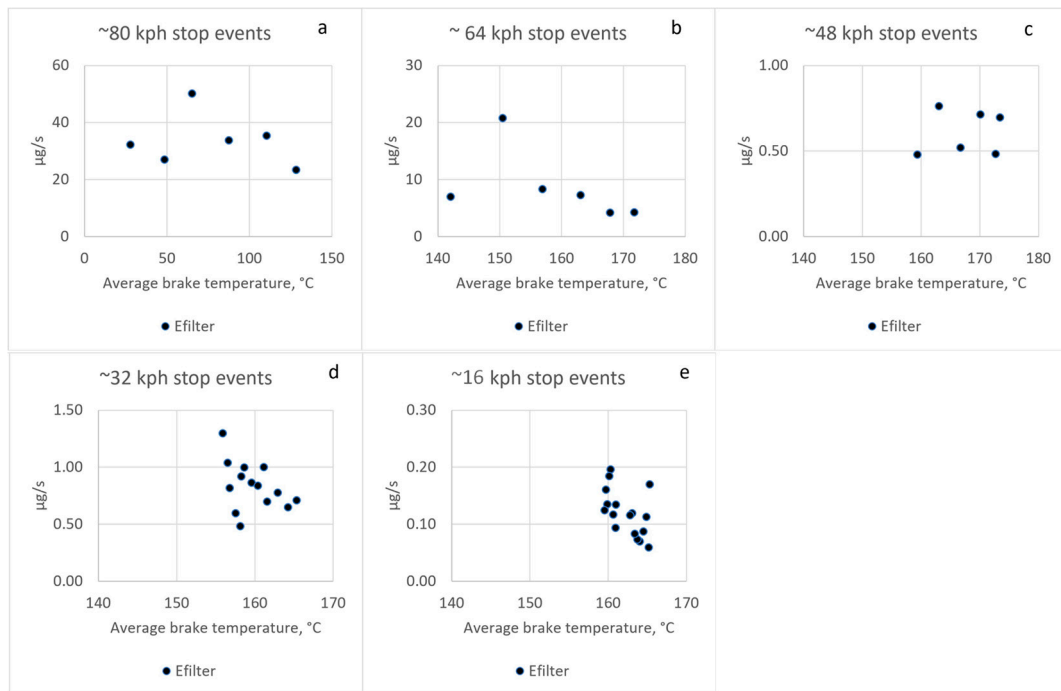 ~80 kph stop events a
60
40
20
0
µg/s
0 50 100 150
Average brake temperature, °C
Efilter
~ 64 kph stop events b
30
20
10
0
µg/s
140 150 160 170 180
Average brake temperature, °C
Efilter
~48 kph stop events c
1.00
0.50
0.00
µg/s
140 150 160 170 180
Average brake temperature, °C
Efilter
~32 kph stop events d
1.50
1.00
0.50
0.00
µg/s
140 150 160 170
Average brake temperature, °C
Efilter
~16 kph stop events e
0.30
0.20
0.10
0.00
µg/s
140 150 160 170
Average brake temperature, °C
Efilter